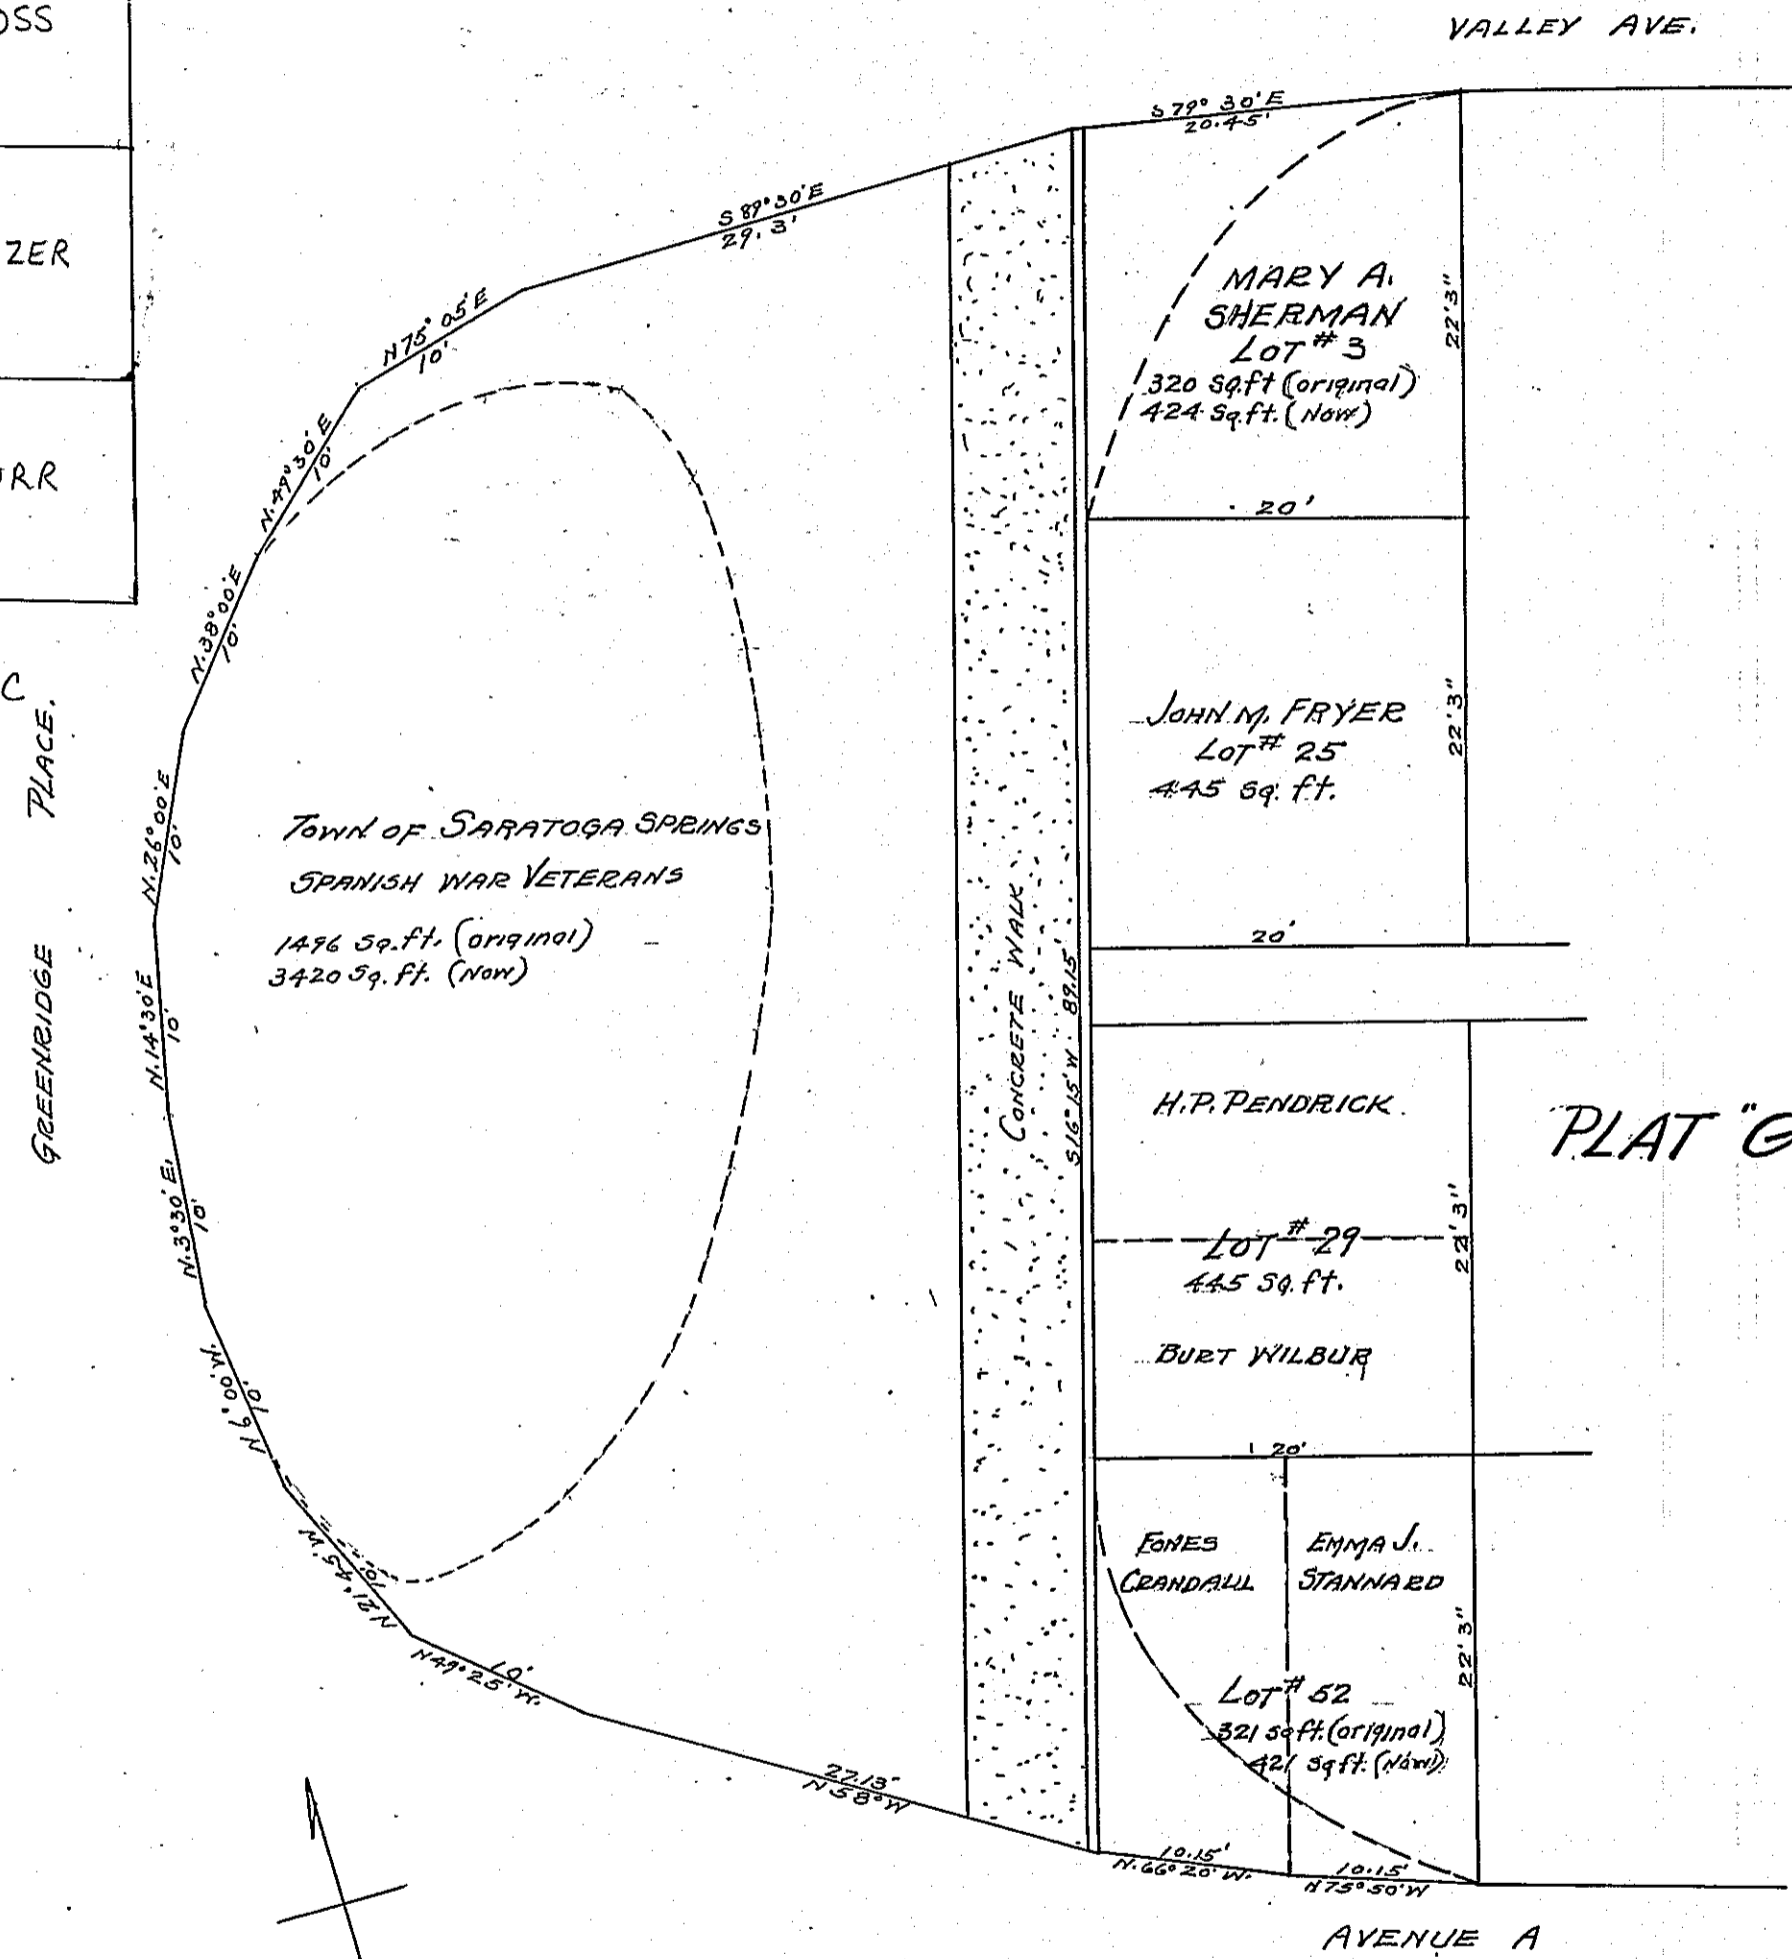 VALLEY AVE.
OSS
S 79° 30' E
20.45'
ZER
S 89° 30' E
29.3'
MARY A.
SHERMAN
LOT # 3
320 sq.ft (original)
424 sq.ft. (Now)
22'3"
N 75° 05' E
10'
N. 49° 30' E
10'
URR
20'
N. 38° 00' E
10'
C
PLACE.
GREENRIDGE
JOHN M. FRYER
LOT # 25
445 sq. ft.
22'3"
N. 26° 00' E
10'
TOWN OF SARATOGA SPRINGS
SPANISH WAR VETERANS
1496 sq.ft. (original)
3420 sq. ft. (Now)
CONCRETE WALK
S16° 15' W. 89.15'
20'
N. 14° 30' E
10'
H.P. PENDRICK
PLAT "G
N. 3° 30' E.
10'
LOT # 29
445 sq. ft.
22'3"
BURT WILBUR
N. 6° 00' W.
10'
20'
FONES
CRANDALL
EMMA J.
STANNARD
N 21° 45' W
10'
22'3"
LOT # 52
321 sq ft. (original)
421 sq ft. (Now)
10'
N 49° 25' W.
27.13'
N 58° W
10.15'
N. 66° 20' W.
10.15'
N 75° 50' W
AVENUE A